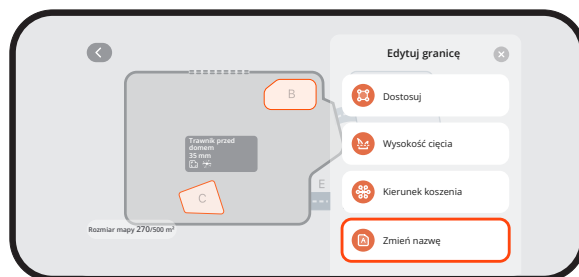 Edytuj granicę
B
Dostosuj
Trawnik przed
domem
35 mm
Wysokość cięcia
E
Kierunek koszenia
C
Rozmiar mapy 270/500 m²
A
Zmień nazwę